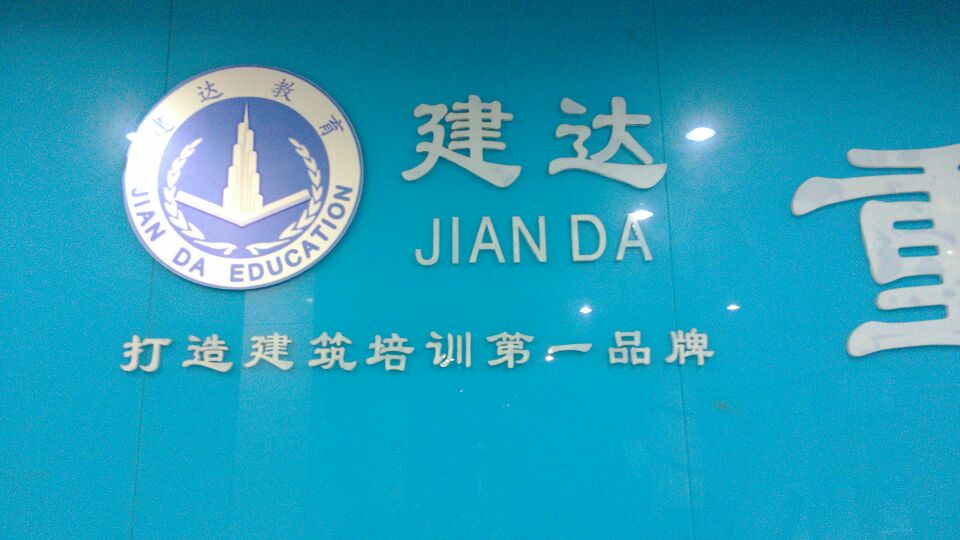 建达教育
JIAN DA EDUCATION
建达
JIAN DA
打造建筑培训第一品牌
重